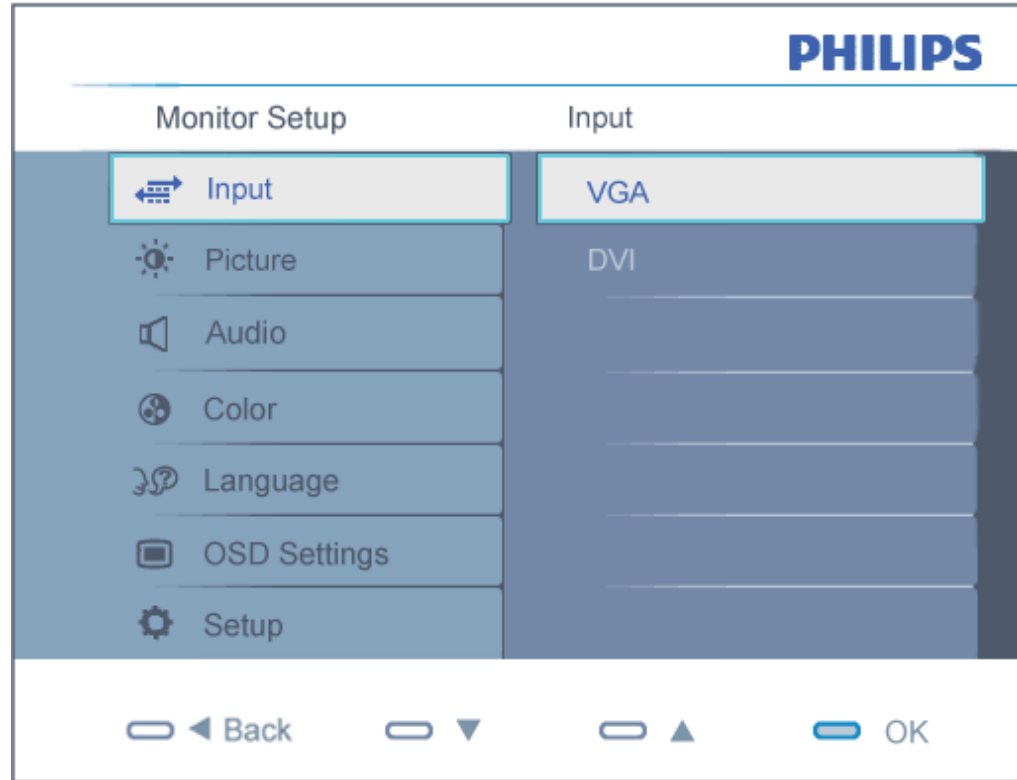 PHILIPS
Monitor Setup
Input
Input
VGA
Picture
DVI
Audio
Color
Language
OSD Settings
Setup
Back
OK